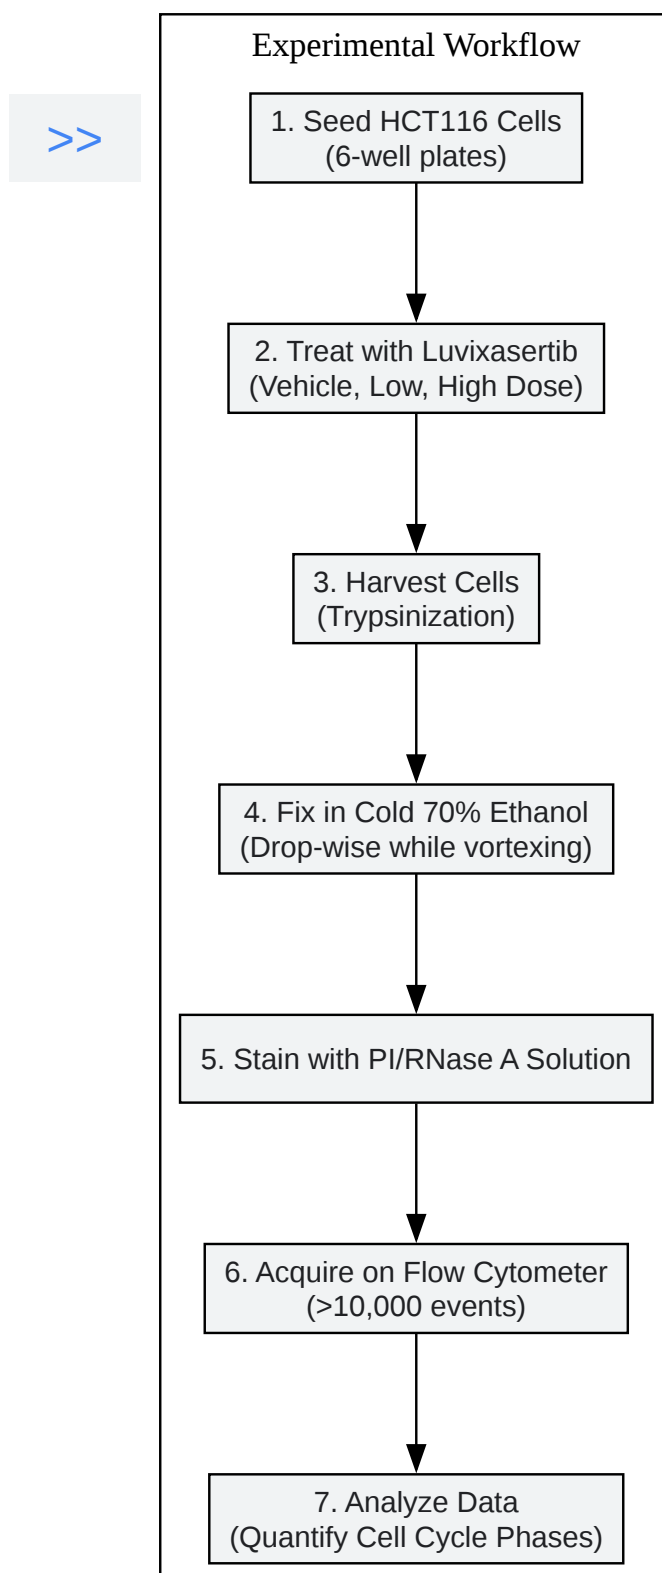 Experimental Workflow
>>
1. Seed HCT116 Cells
(6-well plates)
2. Treat with Luvixasertib
(Vehicle, Low, High Dose)
3. Harvest Cells
(Trypsinization)
4. Fix in Cold 70% Ethanol
(Drop-wise while vortexing)
5. Stain with PI/RNase A Solution
6. Acquire on Flow Cytometer
(>10,000 events)
7. Analyze Data
(Quantify Cell Cycle Phases)